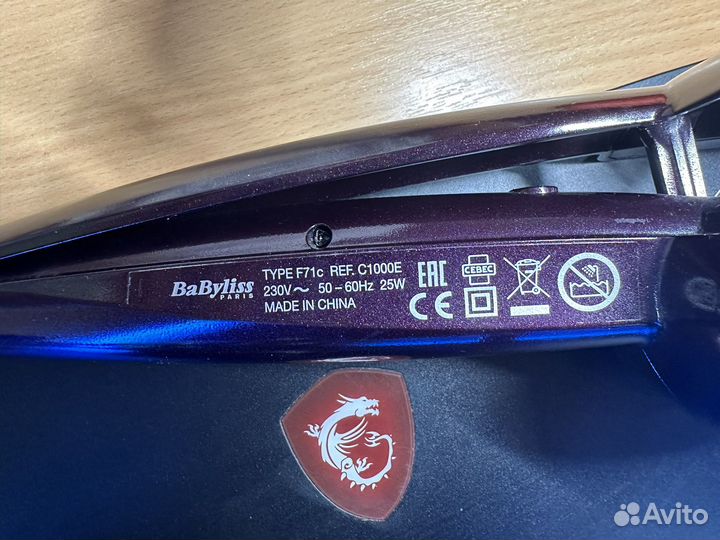 BaByliss
PARIS
TYPE F71c REF. C1000E
230V～ 50–60Hz 25W
MADE IN CHINA
EAC
CEBEC
CE
Avito